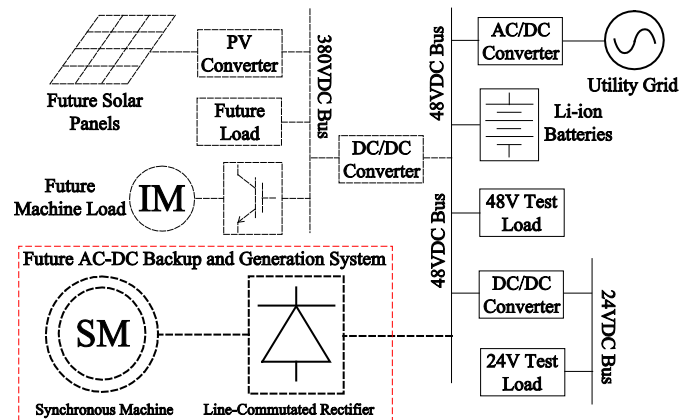 PV
Converter
Future Solar
Panels
Future
Load
380VDC Bus
DC/DC
Converter
Future
Machine Load
IM
48VDC Bus
AC/DC
Converter
Utility Grid
Li-ion
Batteries
48V Test
Load
48VDC Bus
DC/DC
Converter
24VDC Bus
24V Test
Load
Future AC-DC Backup and Generation System
SM
Synchronous Machine
Line-Commutated Rectifier